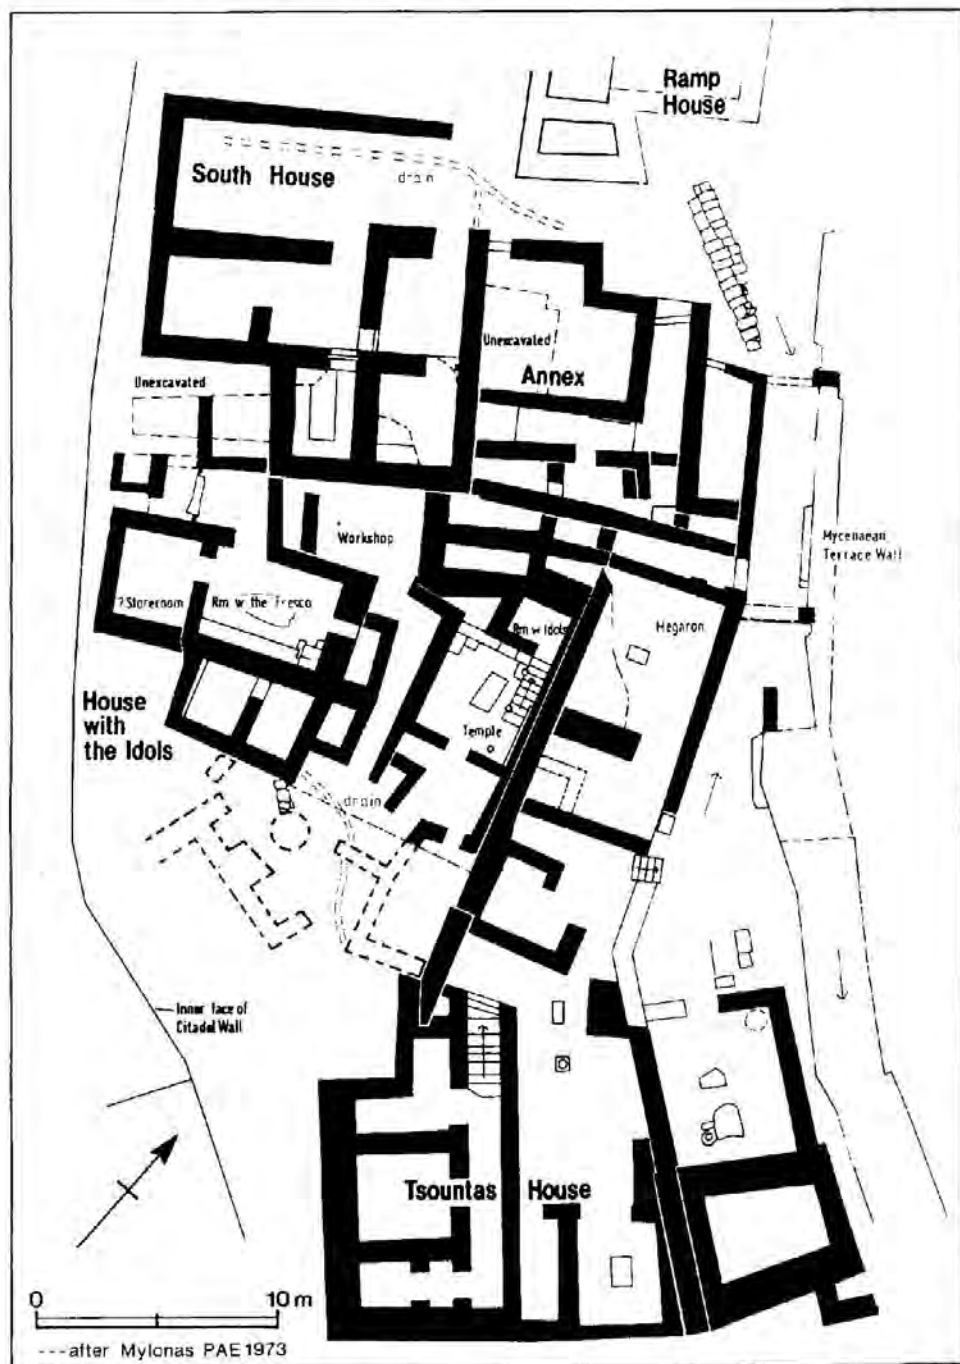 Ramp
House
South House
drain
Unexcavated
Annex
Unexcavated
Workshop
Mycenaean
Terrace Wall
?Storeroom
Rm w the Fresco
Rm w Idols
Megaron
House
with
the Idols
Temple
drain
Inner face of
Citadel Wall
Tsountas House
0 10 m
---after Mylonas PAE 1973